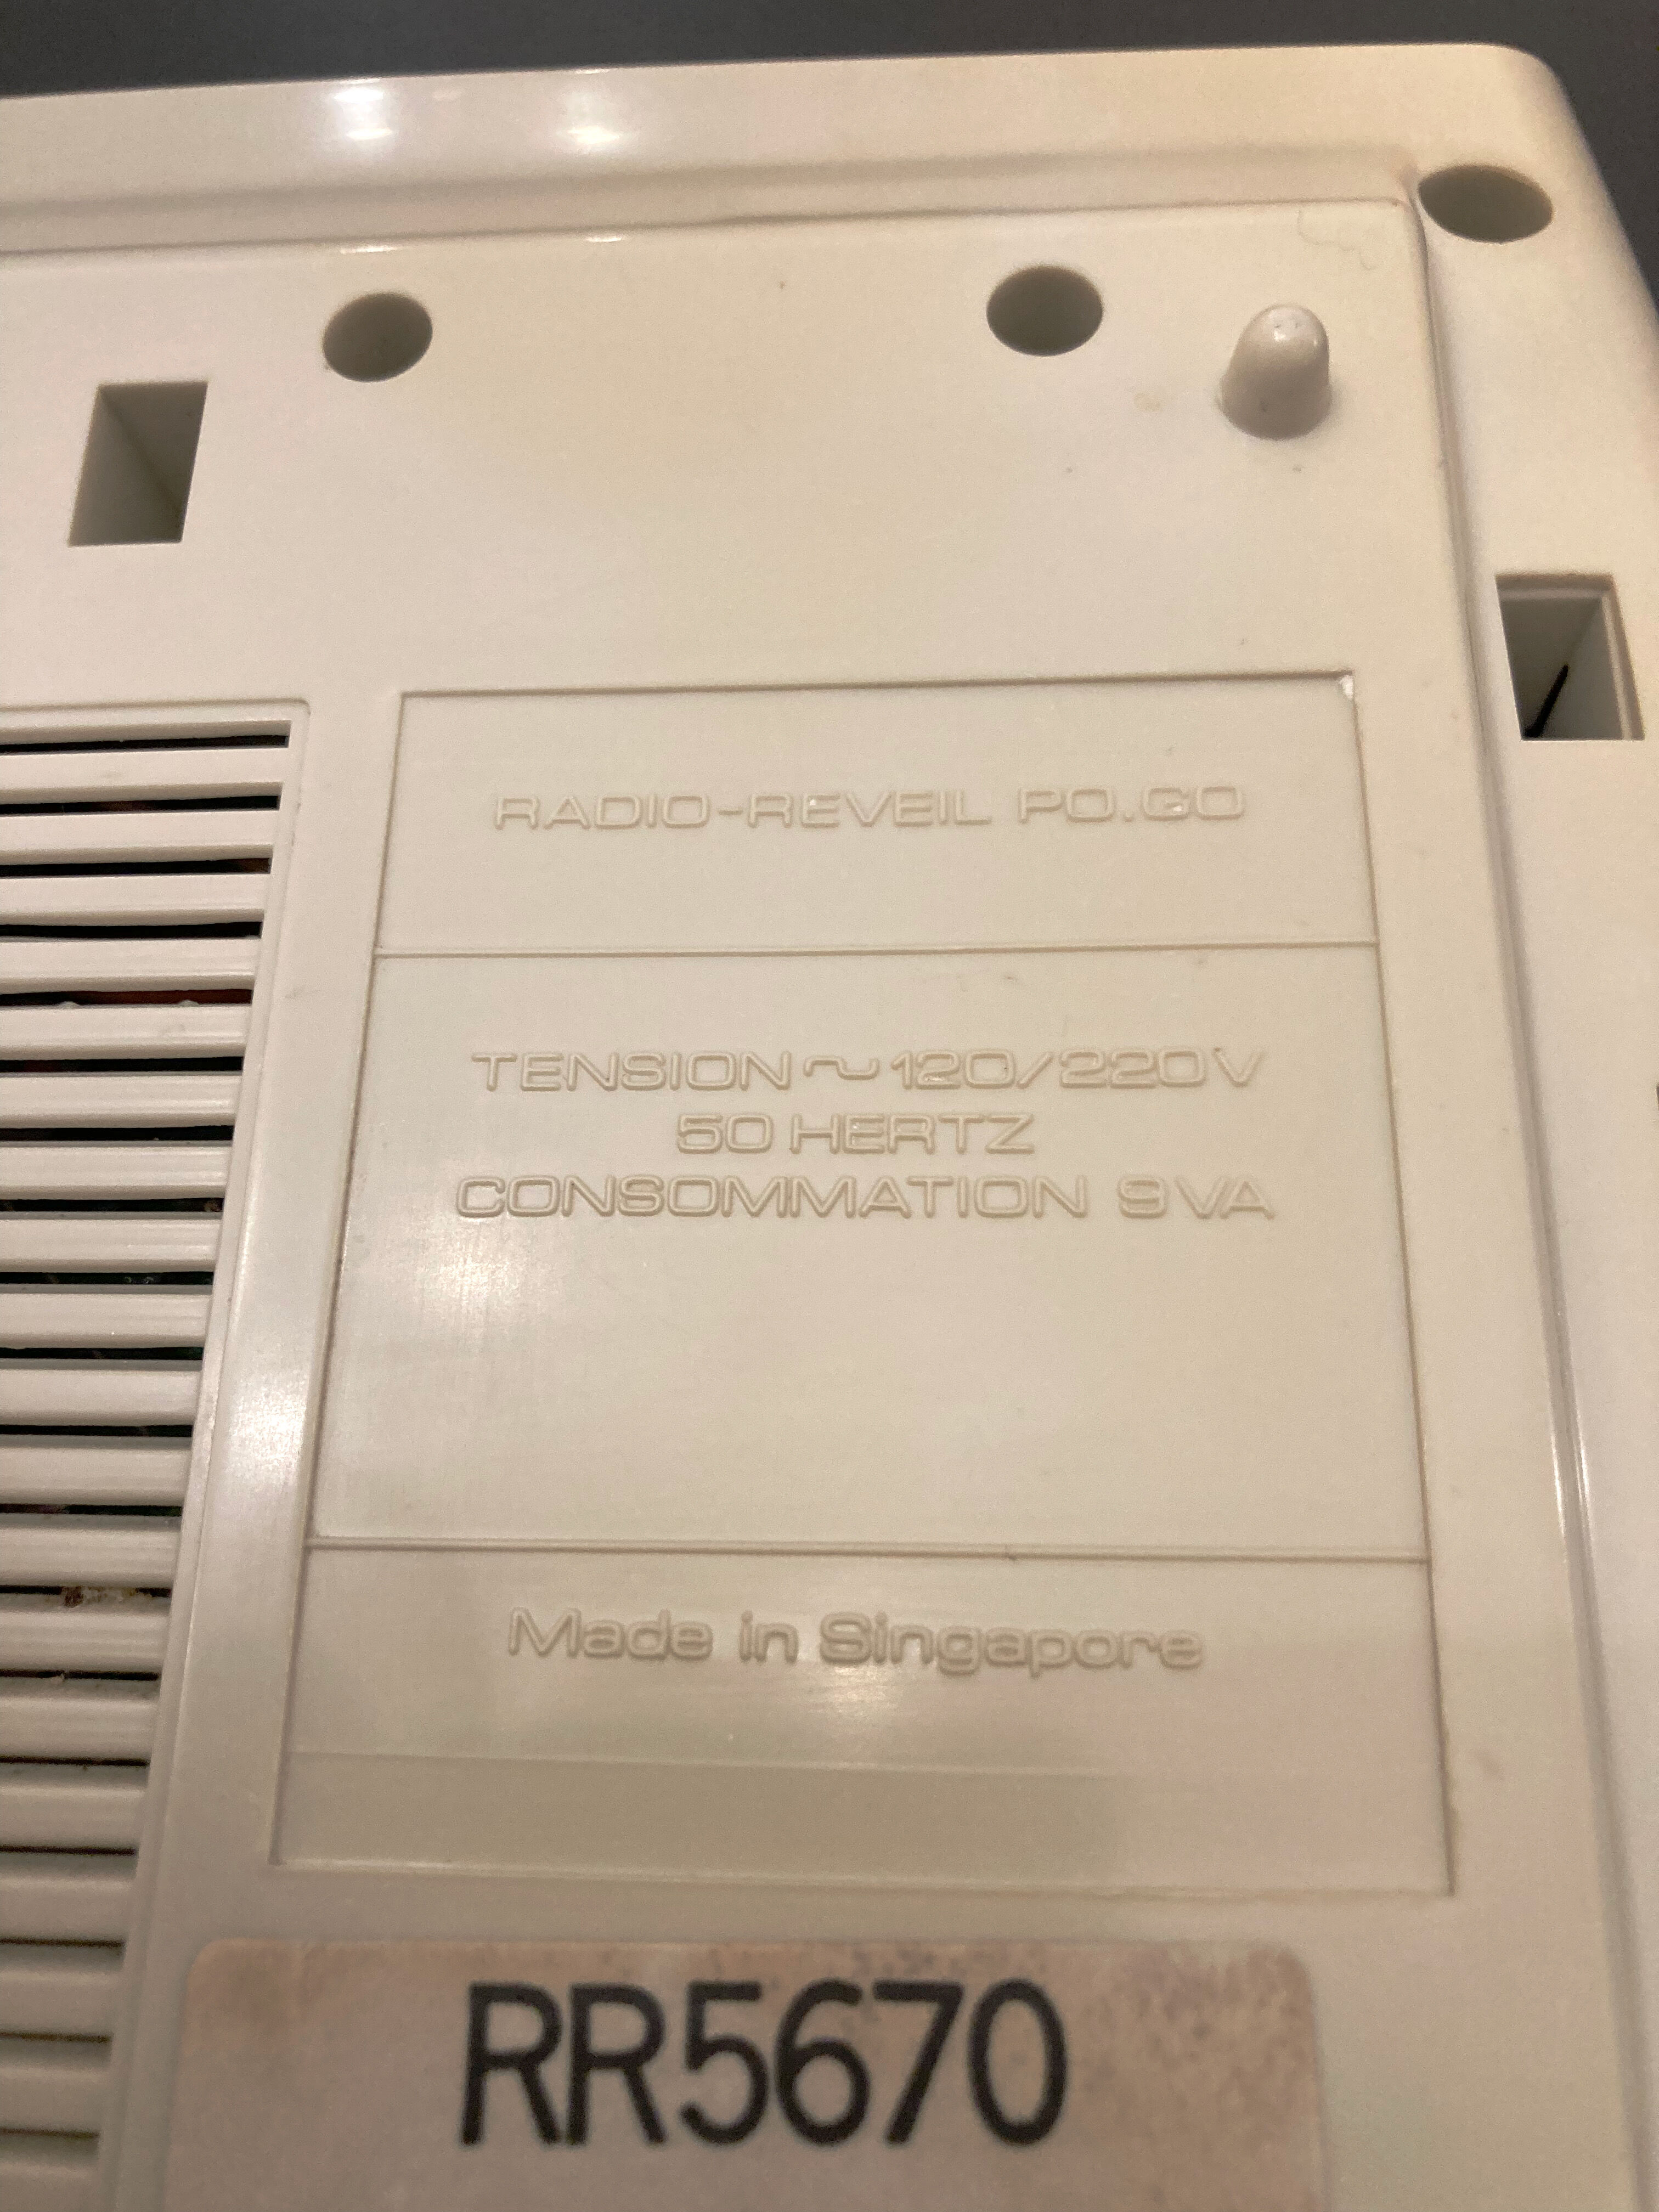 RADIO-REVEIL PO.GO
TENSION ~ 120/220V
50 HERTZ
CONSOMMATION 9VA
Made in Singapore
RR5670